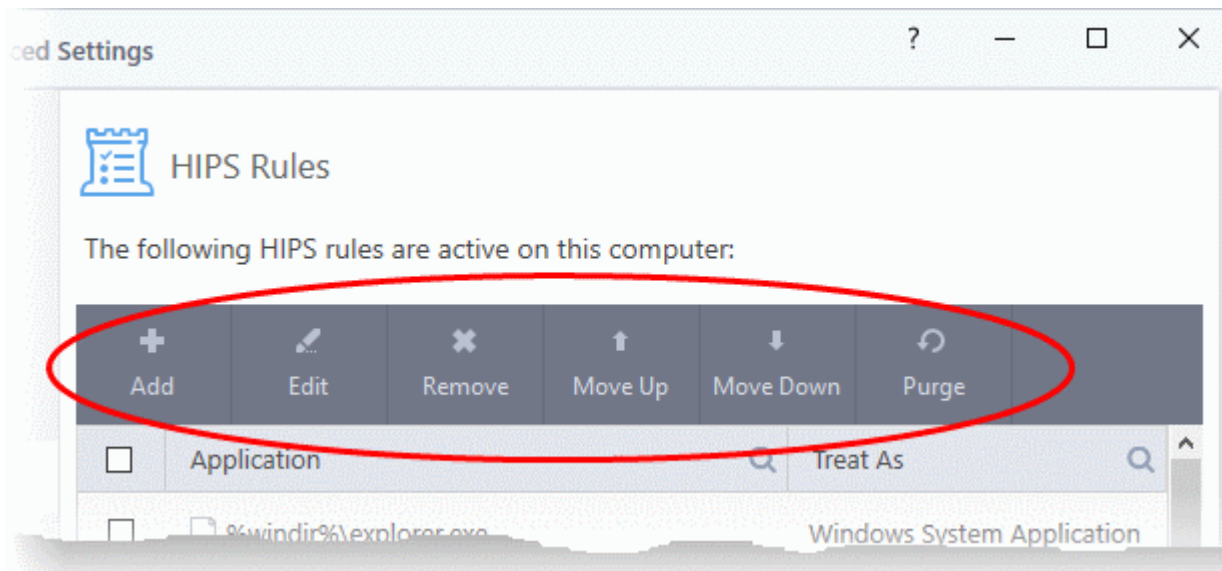 ced Settings ?
HIPS Rules
The following HIPS rules are active on this computer:
Add Edit Remove Move Up Move Down Purge
Application Treat As
%windir%\explorer.exe Windows System Application